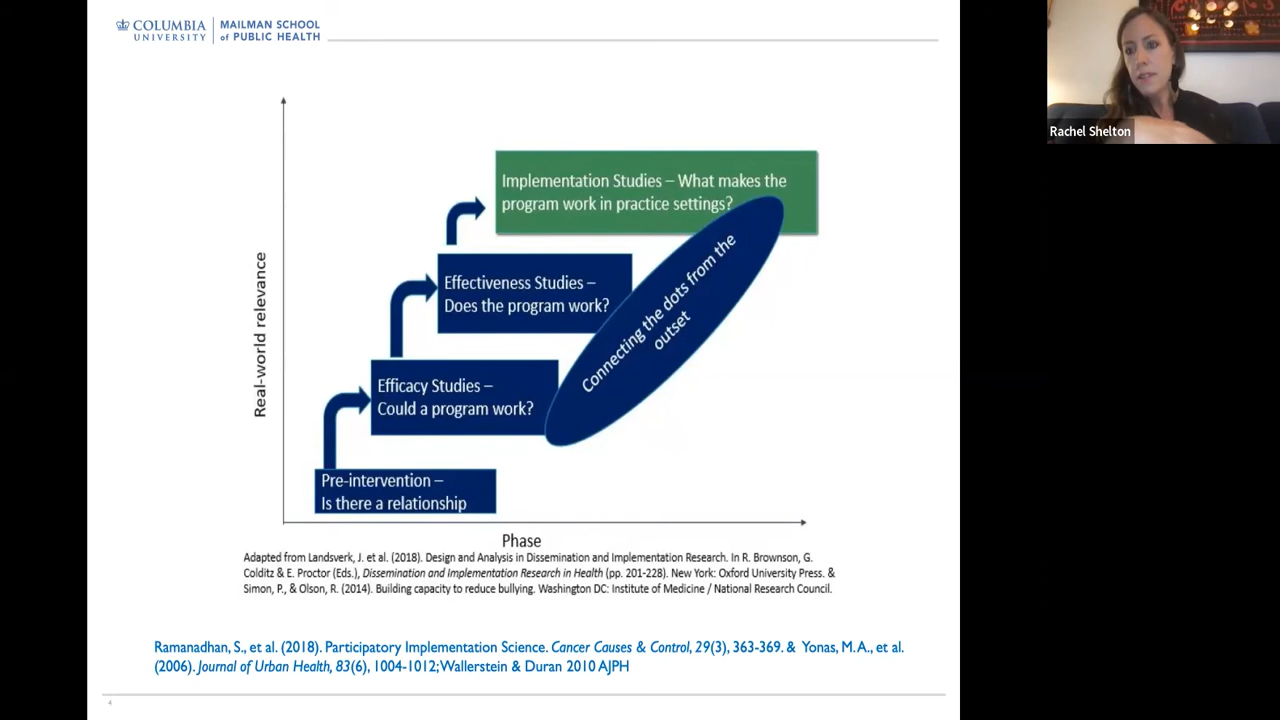 COLUMBIA
UNIVERSITY
MAILMAN SCHOOL
of PUBLIC HEALTH
Rachel Shelton
Real-world relevance
Implementation Studies – What makes the
program work in practice settings?
Effectiveness Studies –
Does the program work?
Connecting the dots from the
outset
Efficacy Studies –
Could a program work?
Pre-intervention –
Is there a relationship
Phase
Adapted from Landsverk, J. et al. (2018). Design and Analysis in Dissemination and Implementation Research. In R. Brownson, G.
Colditz & E. Proctor (Eds.), Dissemination and Implementation Research in Health (pp. 201-228). New York: Oxford University Press. &
Simon, P., & Olson, R. (2014). Building capacity to reduce bullying. Washington DC: Institute of Medicine / National Research Council.
Ramanadhan, S., et al. (2018). Participatory Implementation Science. Cancer Causes & Control, 29(3), 363-369. & Yonas, M.A., et al.
(2006). Journal of Urban Health, 83(6), 1004-1012; Wallerstein & Duran 2010 AJPH
4